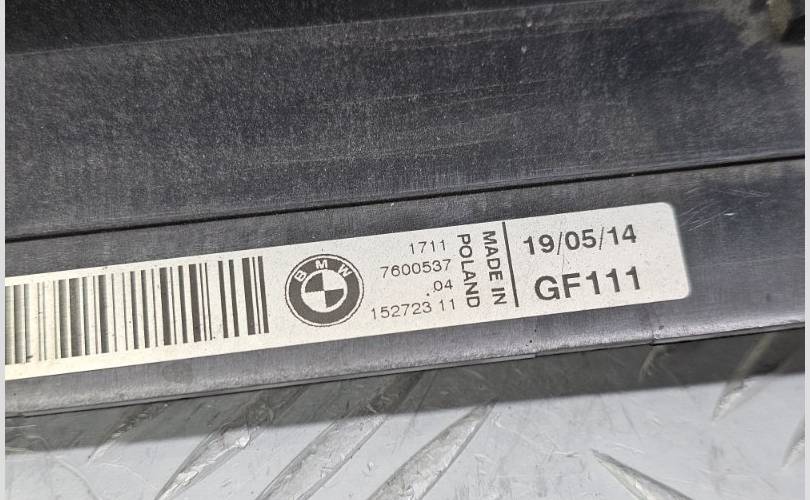 BMW
1711
7600537
.04
152723 11
MADE IN
POLAND
19/05/14
GF111